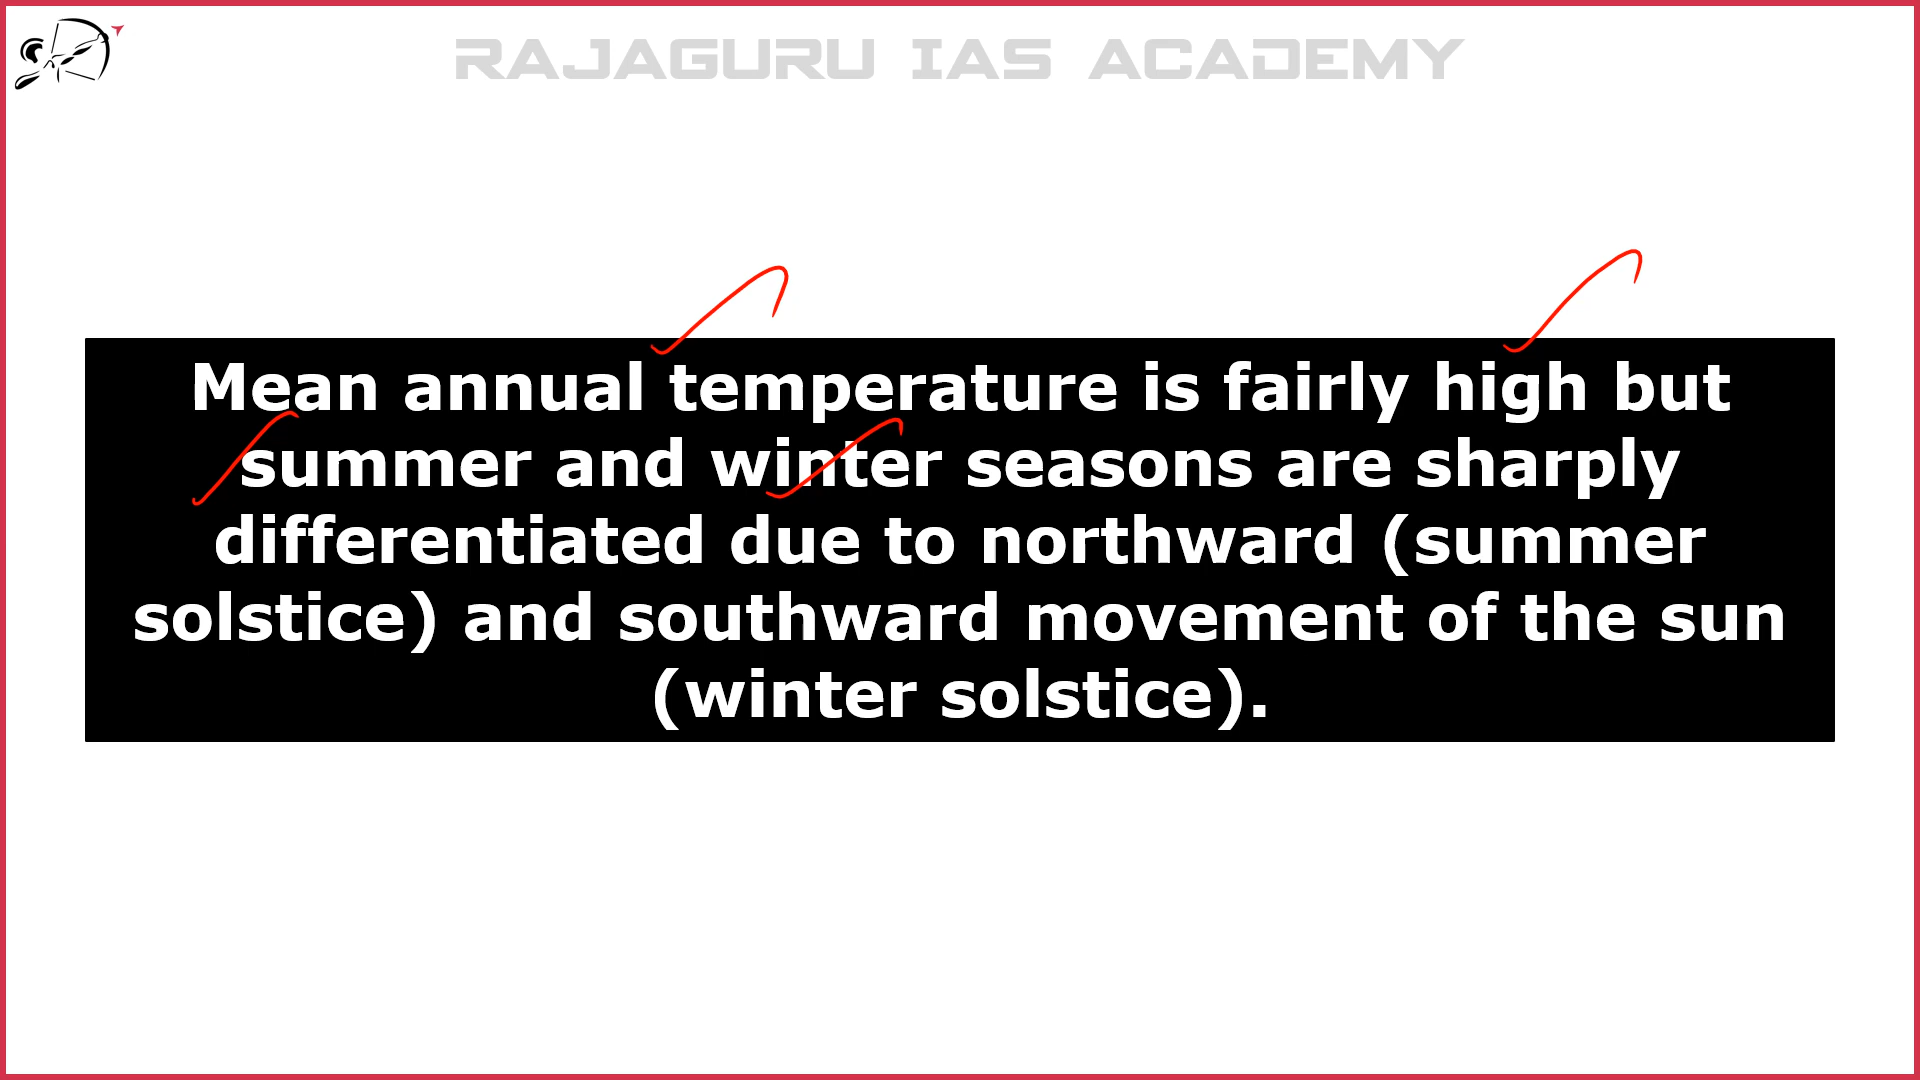 RAJAGURU IAS ACADEMY
Mean annual temperature is fairly high but
summer and winter seasons are sharply
differentiated due to northward (summer
solstice) and southward movement of the sun
(winter solstice).